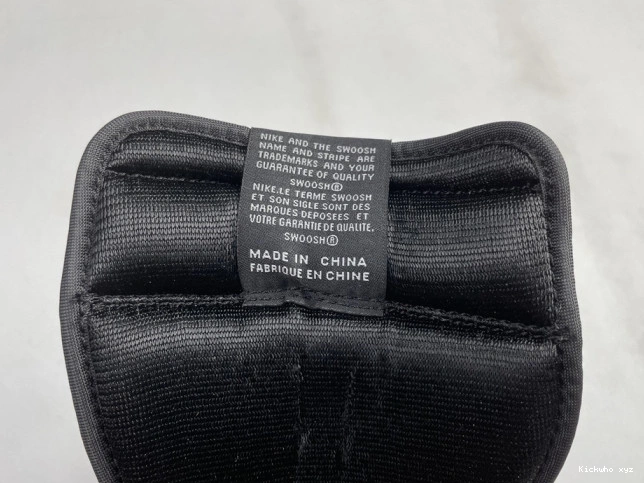 NIKE AND THE SWOOSH
NAME AND STRIPE ARE
TRADEMARKS AND YOUR
GUARANTEE OF QUALITY
SWOOSH®
NIKE.LE TERME SWOOSH
ET SON SIGLE SONT DES
MARQUES DEPOSEES ET
VOTRE GARANTIE DE QUALITE.
SWOOSH®
MADE IN CHINA
FABRIQUE EN CHINE
Kickwho xyz